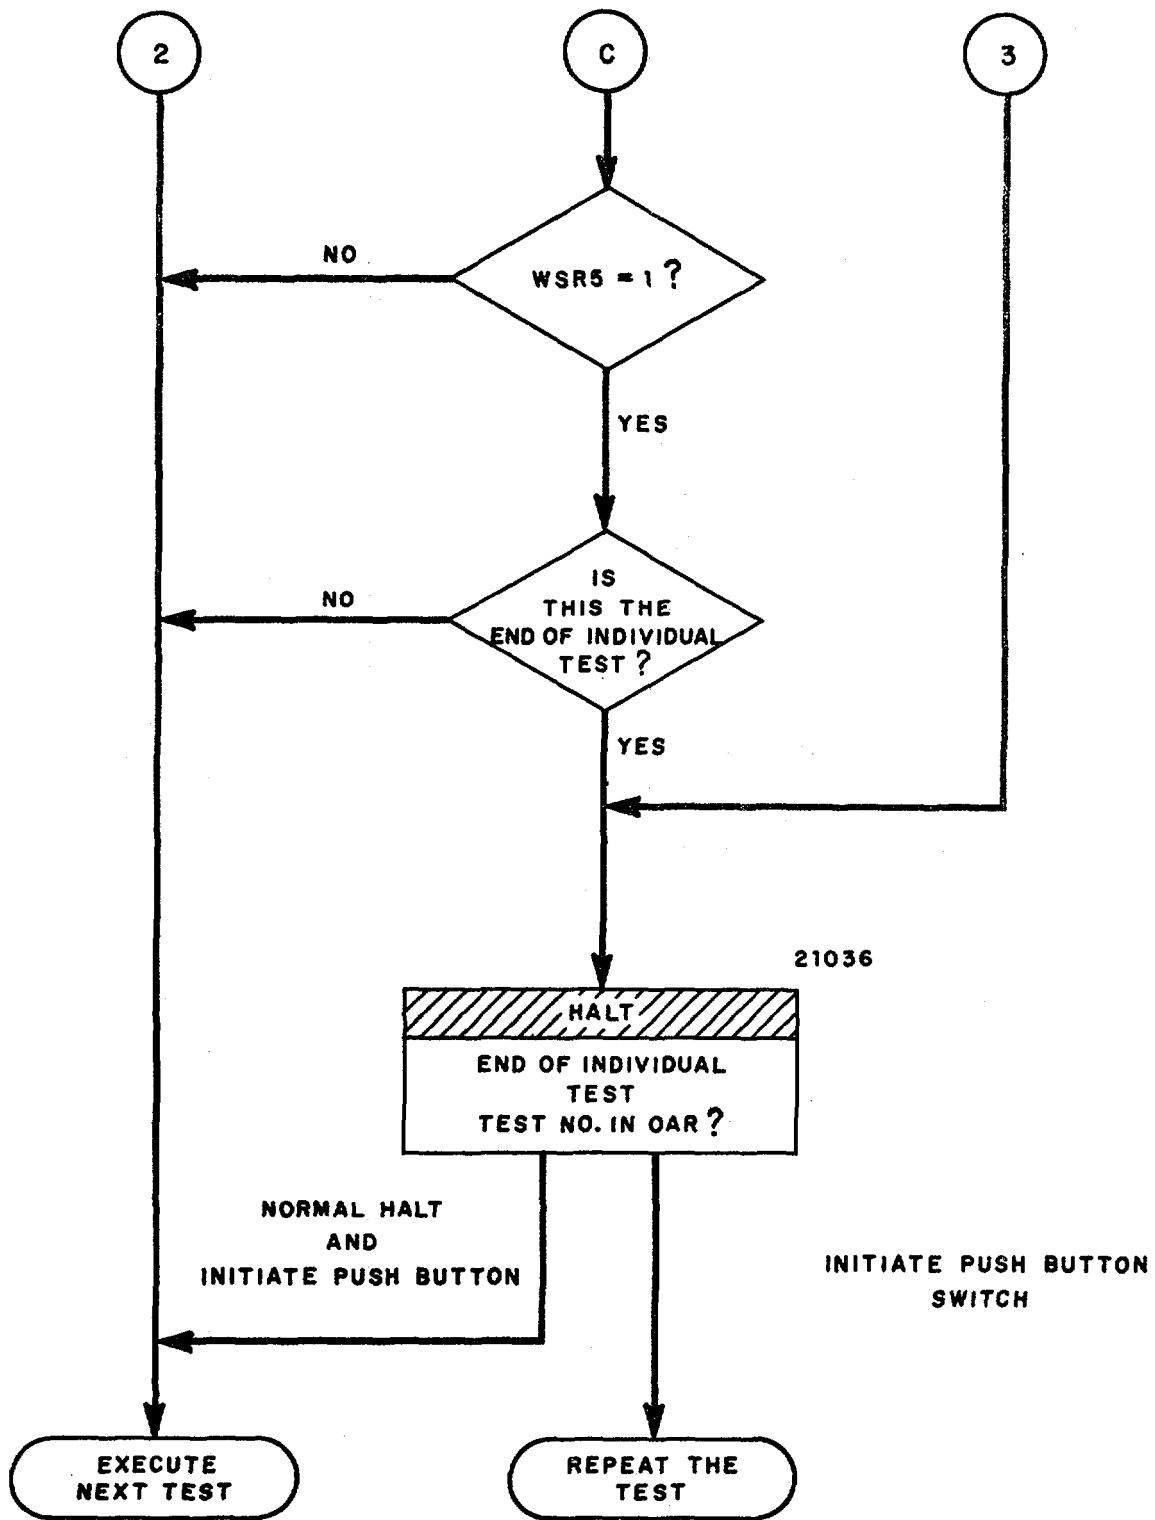 2
C
3
NO
WSR5 = 1 ?
YES
NO
IS
THIS THE
END OF INDIVIDUAL
TEST ?
YES
21036
HALT
END OF INDIVIDUAL
TEST
TEST NO. IN OAR ?
NORMAL HALT
AND
INITIATE PUSH BUTTON
INITIATE PUSH BUTTON
SWITCH
EXECUTE
NEXT TEST
REPEAT THE
TEST